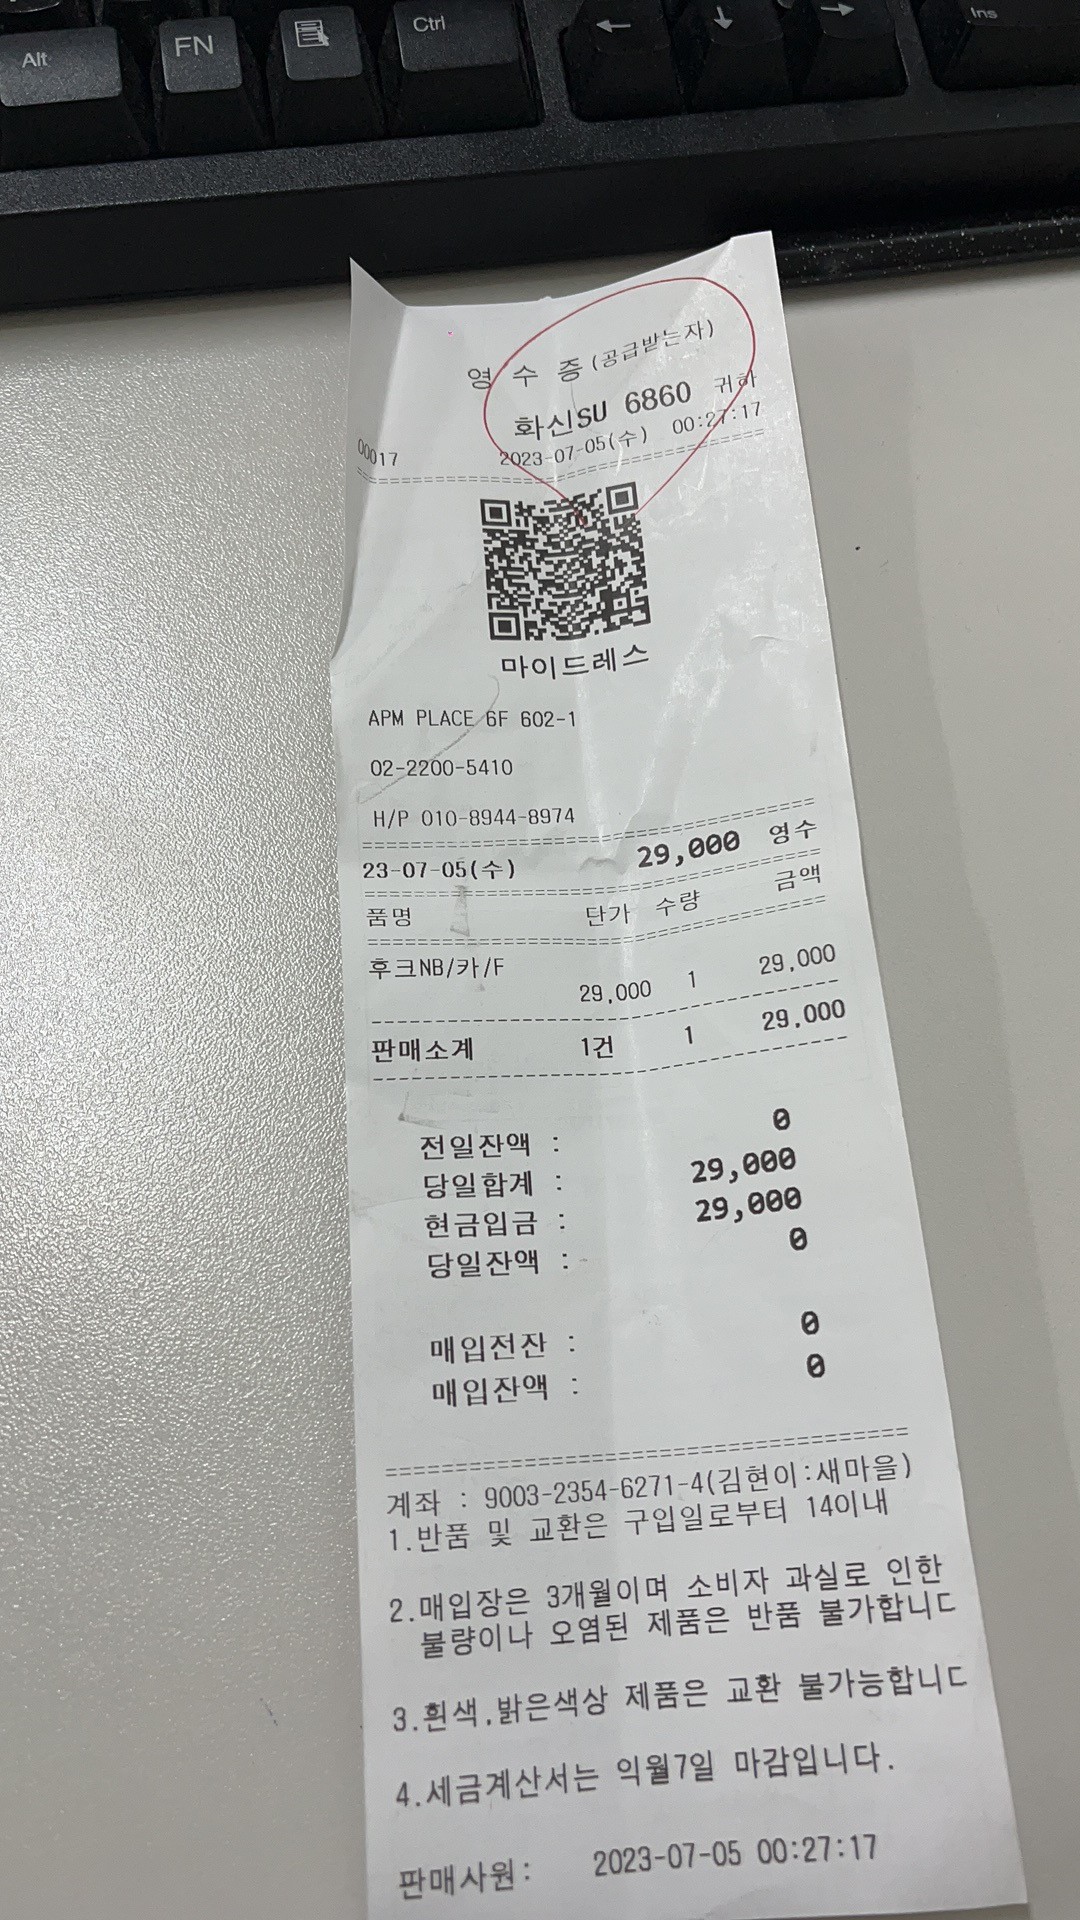 Alt
FN
Ctrl
←
↓
→
Ins
영 수 증 (공급받는자)
화신SU 6860 귀하
00017 2023-07-05(수) 00:27:17
마이드레스
APM PLACE 6F 602-1
02-2200-5410
H/P 010-8944-8974
23-07-05(수) 29,000 영수
품명 단가 수량 금액
후크NB/카/F
29,000 1 29,000
판매소계 1건 1 29,000
전일잔액 : 0
당일합계 : 29,000
현금입금 : 29,000
당일잔액 : 0
매입전잔 : 0
매입잔액 : 0
계좌 : 9003-2354-6271-4(김현이:새마을)
1.반품 및 교환은 구입일로부터 14이내
2.매입장은 3개월이며 소비자 과실로 인한
불량이나 오염된 제품은 반품 불가합니ㄷ
3.흰색,밝은색상 제품은 교환 불가능합니ㄷ
4.세금계산서는 익월7일 마감입니다.
판매사원: 2023-07-05 00:27:17